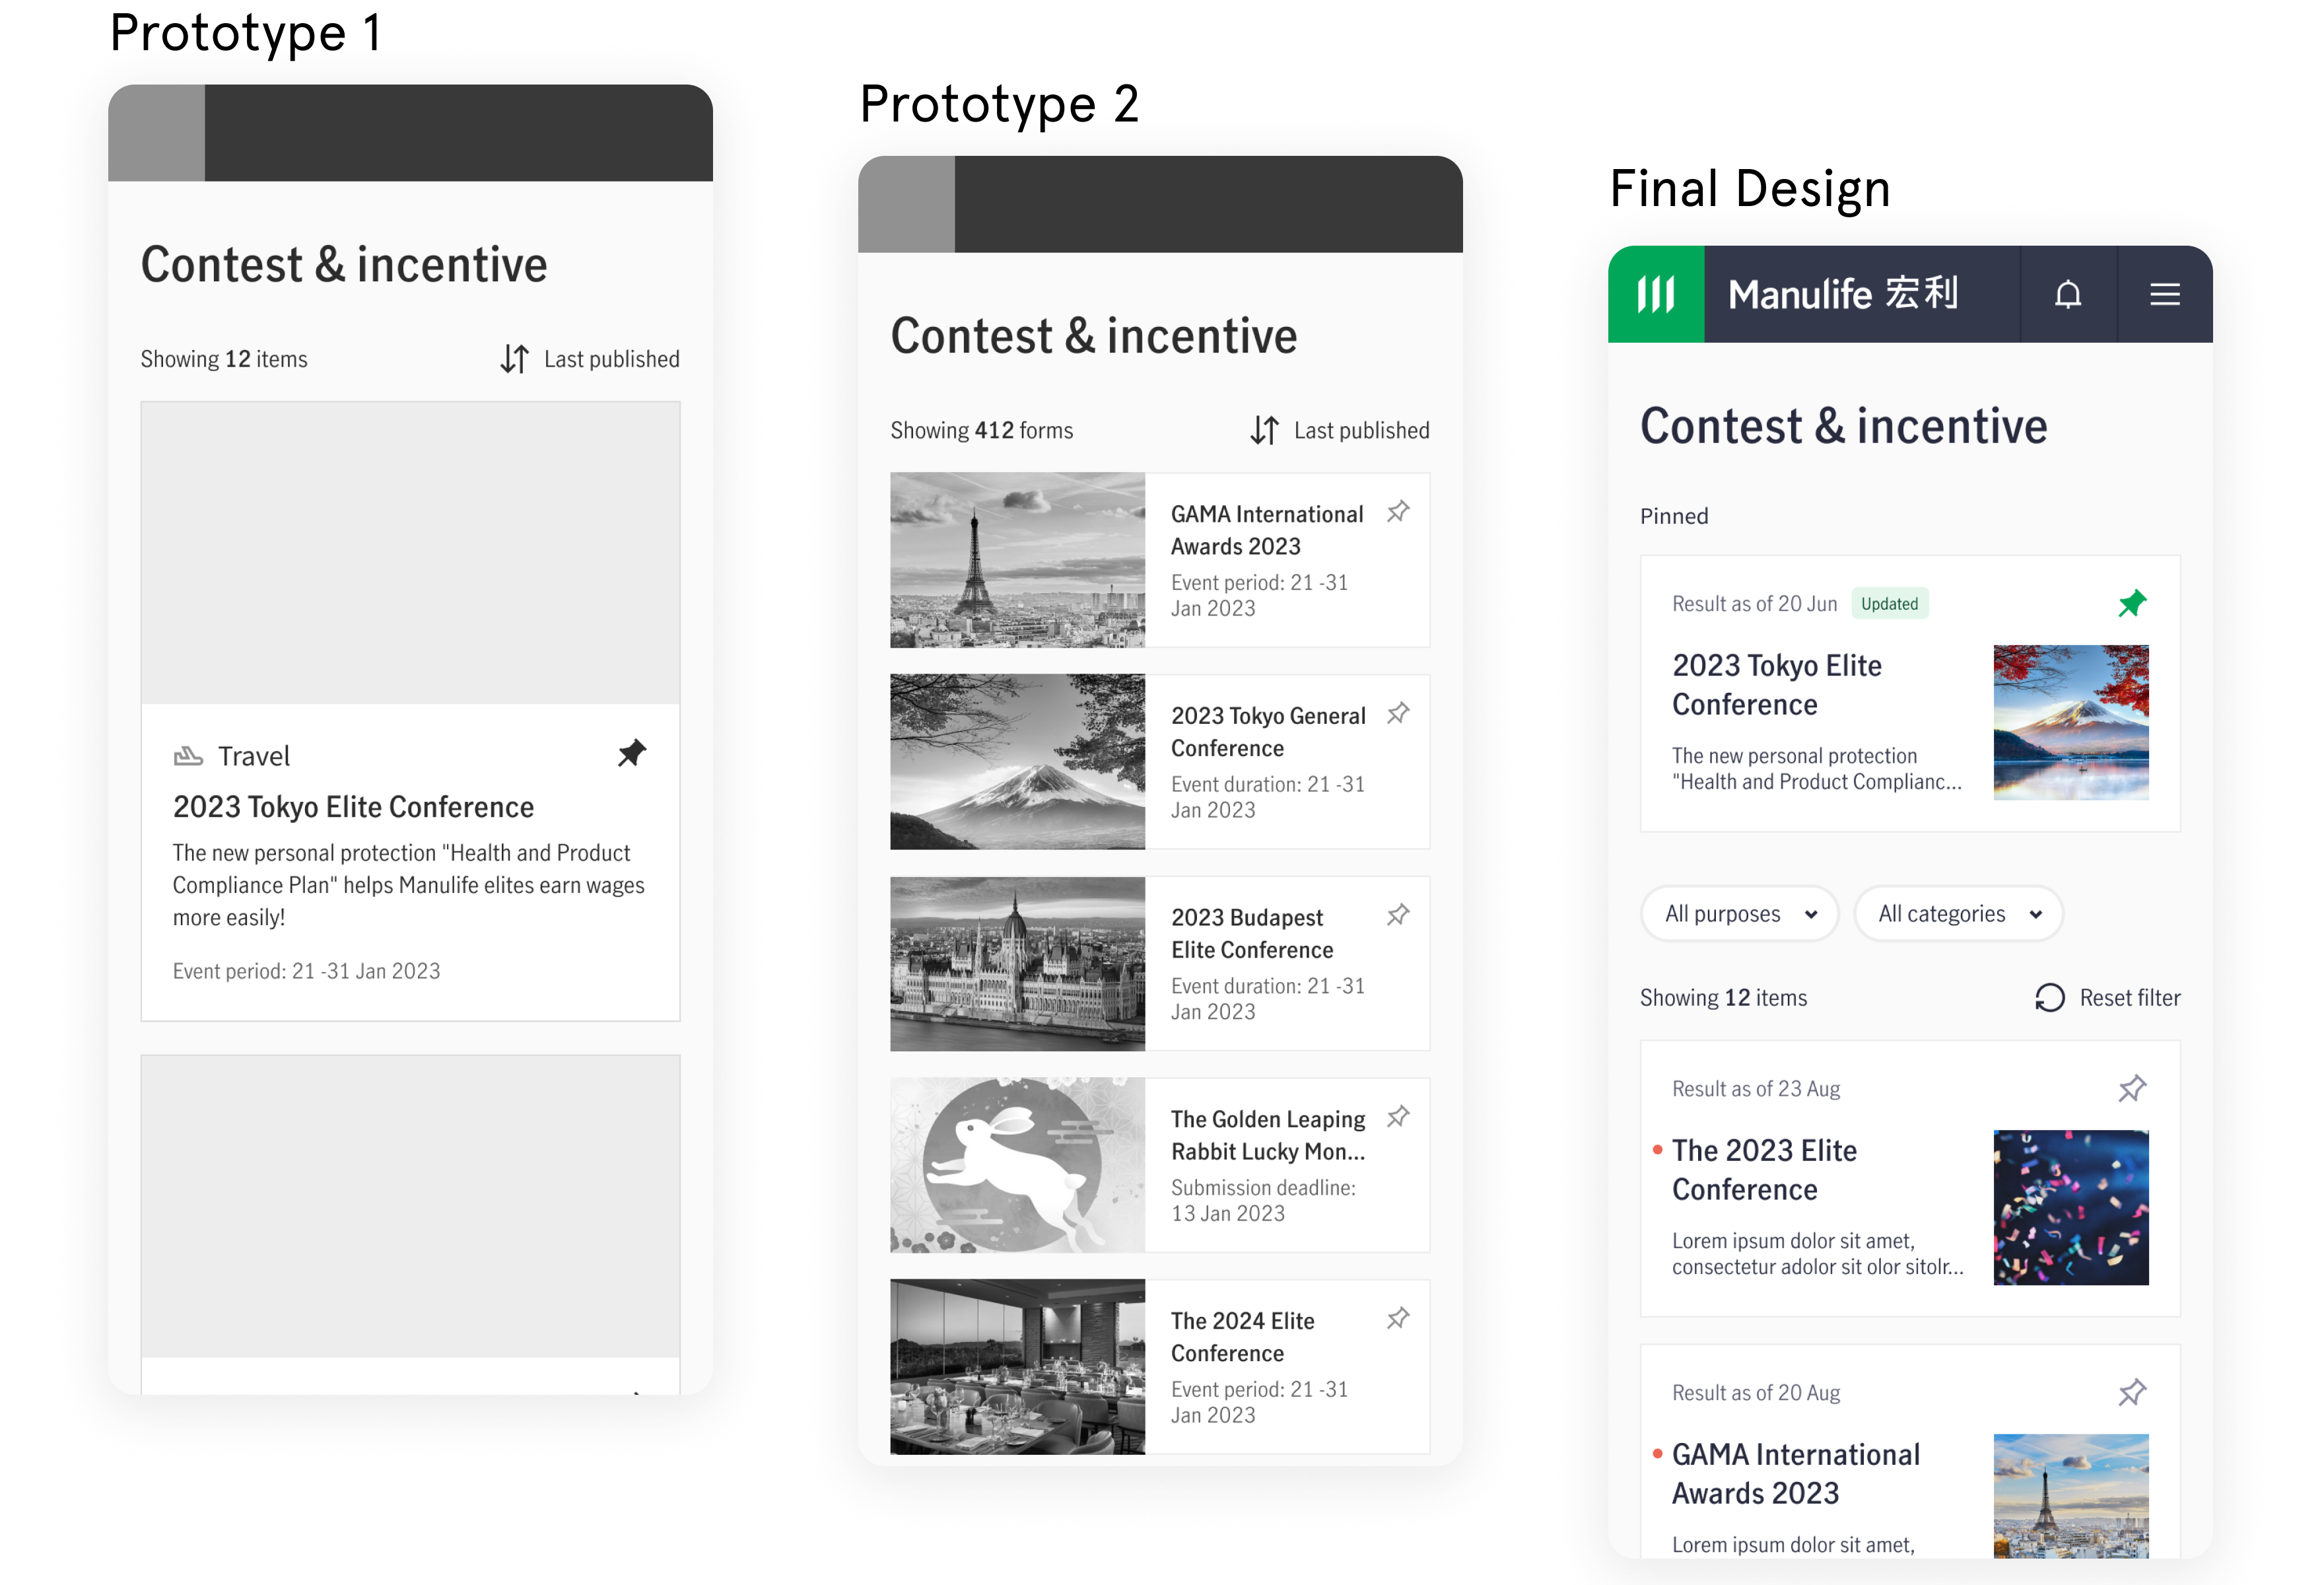 Prototype 1
Contest & incentive
Showing 12 items
Last published
Travel
2023 Tokyo Elite Conference
The new personal protection "Health and Product
Compliance Plan" helps Manulife elites earn wages
more easily!
Event period: 21 -31 Jan 2023
Prototype 2
Contest & incentive
Showing 412 forms
Last published
GAMA International
Awards 2023
Event period: 21 -31
Jan 2023
2023 Tokyo General
Conference
Event duration: 21 -31
Jan 2023
2023 Budapest
Elite Conference
Event duration: 21 -31
Jan 2023
The Golden Leaping
Rabbit Lucky Mon...
Submission deadline:
13 Jan 2023
The 2024 Elite
Conference
Event period: 21 -31
Jan 2023
Final Design
Manulife 宏利
Contest & incentive
Pinned
Result as of 20 Jun
Updated
2023 Tokyo Elite
Conference
The new personal protection
"Health and Product Complianc...
All purposes
All categories
Showing 12 items
Reset filter
Result as of 23 Aug
The 2023 Elite
Conference
Lorem ipsum dolor sit amet,
consectetur adolor sit olor sitolr...
Result as of 20 Aug
GAMA International
Awards 2023
Lorem ipsum dolor sit amet,